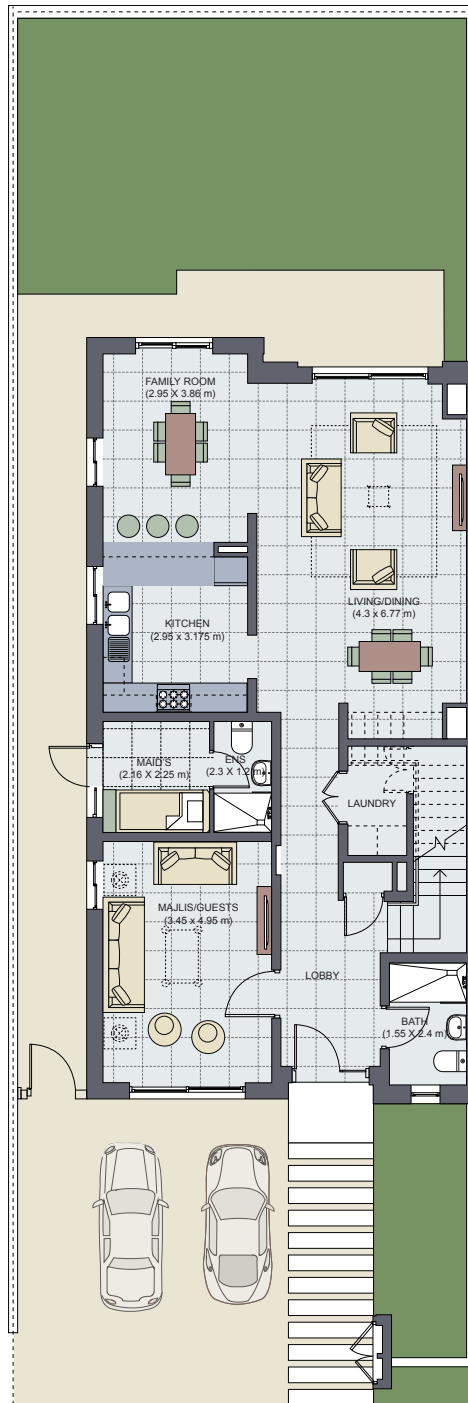 FAMILY ROOM
(2.95 X 3.86 m)
LIVING/DINING
(4.3 x 6.77 m)
KITCHEN
(2.95 x 3.175 m)
MAID'S
(2.16 X 2.25 m)
ENS
(2.3 X 1.2 m)
LAUNDRY
MAJLIS/GUESTS
(3.45 x 4.95 m)
LOBBY
BATH
(1.55 X 2.4 m)